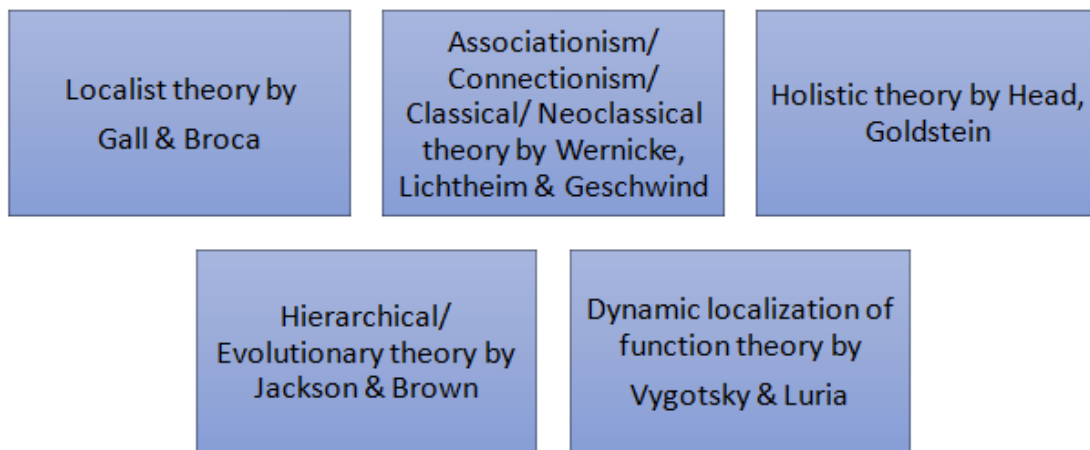 Localist theory by
Gall & Broca
Associationism/
Connectionism/
Classical/ Neoclassical
theory by Wernicke,
Lichtheim & Geschwind
Holistic theory by Head,
Goldstein
Hierarchical/
Evolutionary theory by
Jackson & Brown
Dynamic localization of
function theory by
Vygotsky & Luria